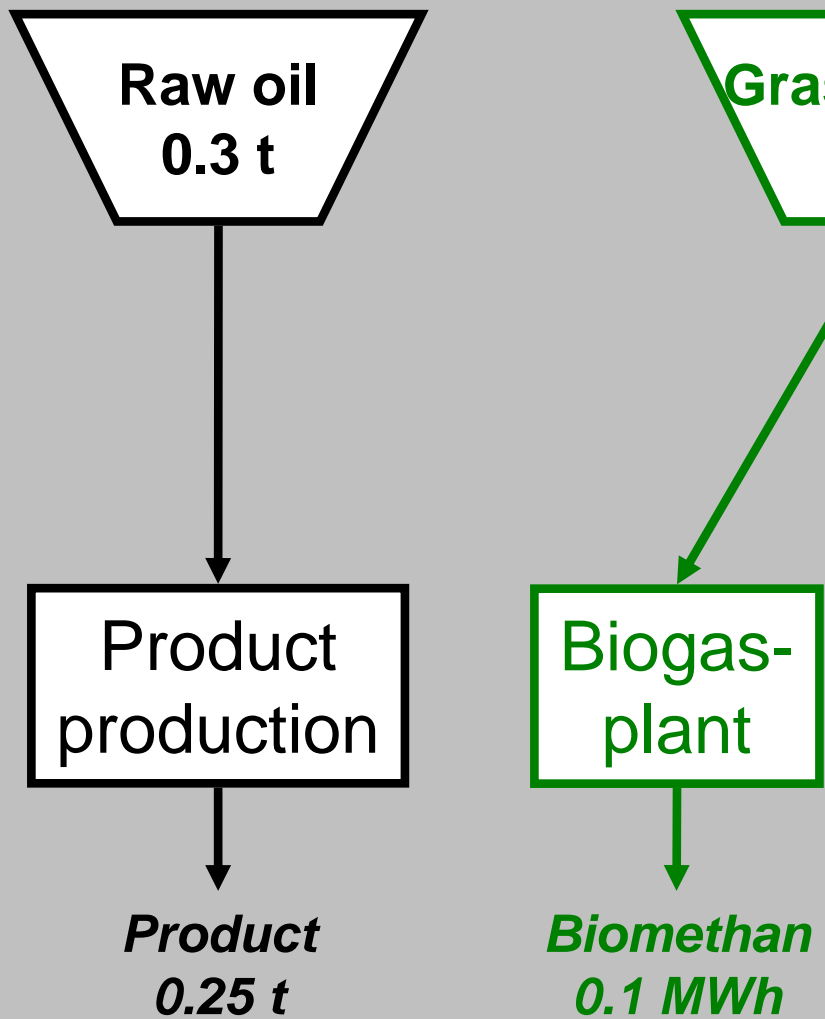 Raw oil
0.3 t
Product
production
Product
0.25 t
Biogas-
plant
Biomethan
0.1 MWh